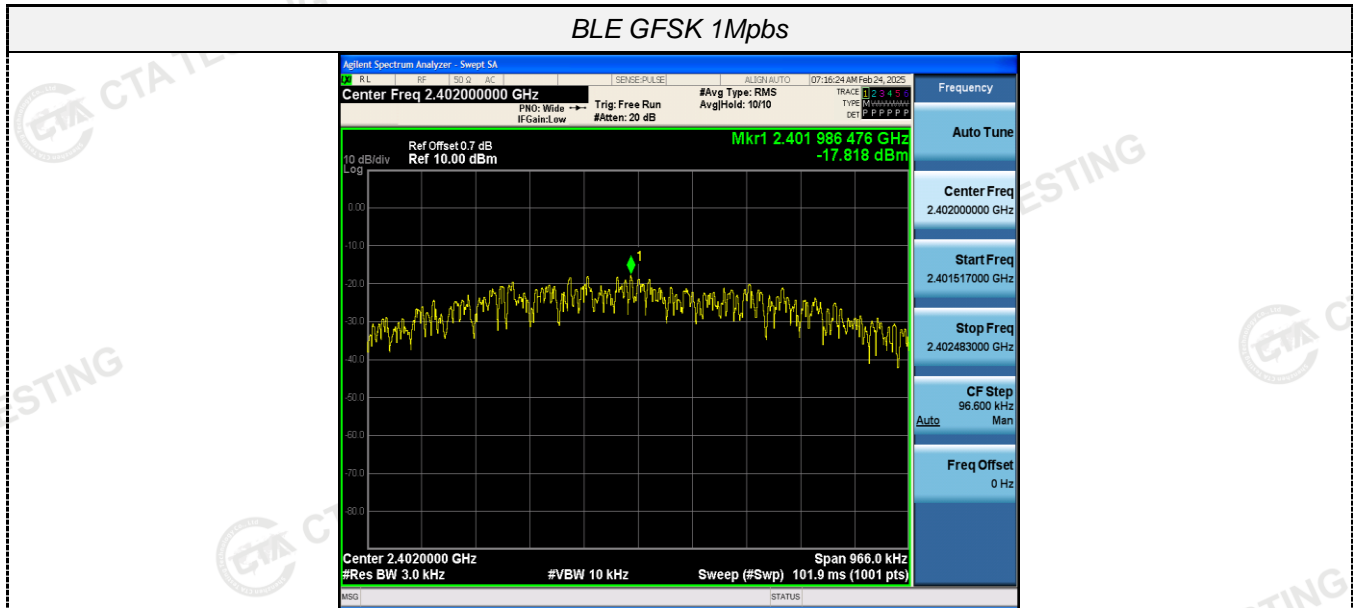 BLE GFSK 1Mpbs
Agilent Spectrum Analyzer - Swept SA
RL RF 50 Ω AC SENSE:PULSE ALIGN AUTO 07:16:24 AM Feb 24, 2025
Center Freq 2.402000000 GHz
PNO: Wide
IFGain:Low
Trig: Free Run
#Atten: 20 dB
#Avg Type: RMS
Avg|Hold: 10/10
TRACE 1 2 3 4 5 6
TYPE M
DET P P P P P P
Mkr1 2.401 986 476 GHz
-17.818 dBm
Ref Offset 0.7 dB
10 dB/div Ref 10.00 dBm
Log
0.00
-10.0
-20.0
-30.0
-40.0
-50.0
-60.0
-70.0
-80.0
1
Center 2.4020000 GHz Span 966.0 kHz
#Res BW 3.0 kHz #VBW 10 kHz Sweep (#Swp) 101.9 ms (1001 pts)
MSG STATUS
Frequency
Auto Tune
Center Freq
2.402000000 GHz
Start Freq
2.401517000 GHz
Stop Freq
2.402483000 GHz
CF Step
96.600 kHz
Auto Man
Freq Offset
0 Hz
CTA TE
ESTING
ESTING
CTA
CTA
C
CTA
CT
TING